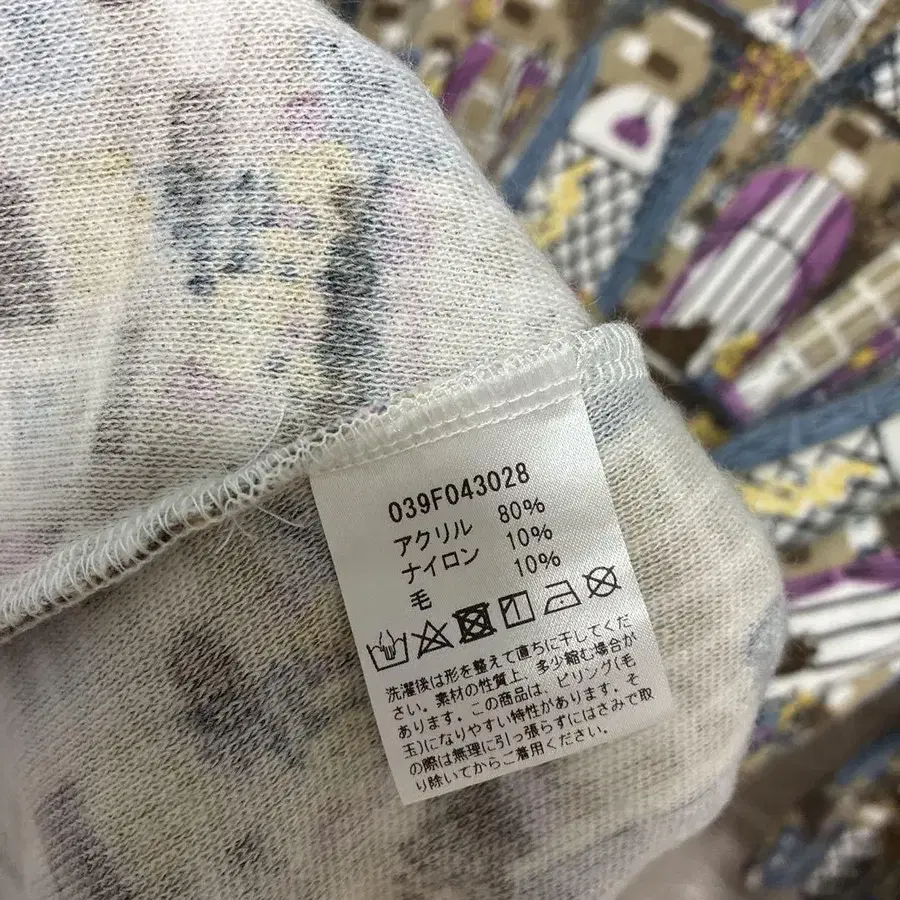 039F043028
アクリル 80%
ナイロン 10%
毛 10%
洗濯後は形を整えて直ちに干してくだ
さい。素材の性質上、多少縮む場合が
あります。この商品は、ピリング(毛
玉)になりやすい特性があります。そ
の際は無理に引っ張らずにはさみで取
り除いてからご着用ください。